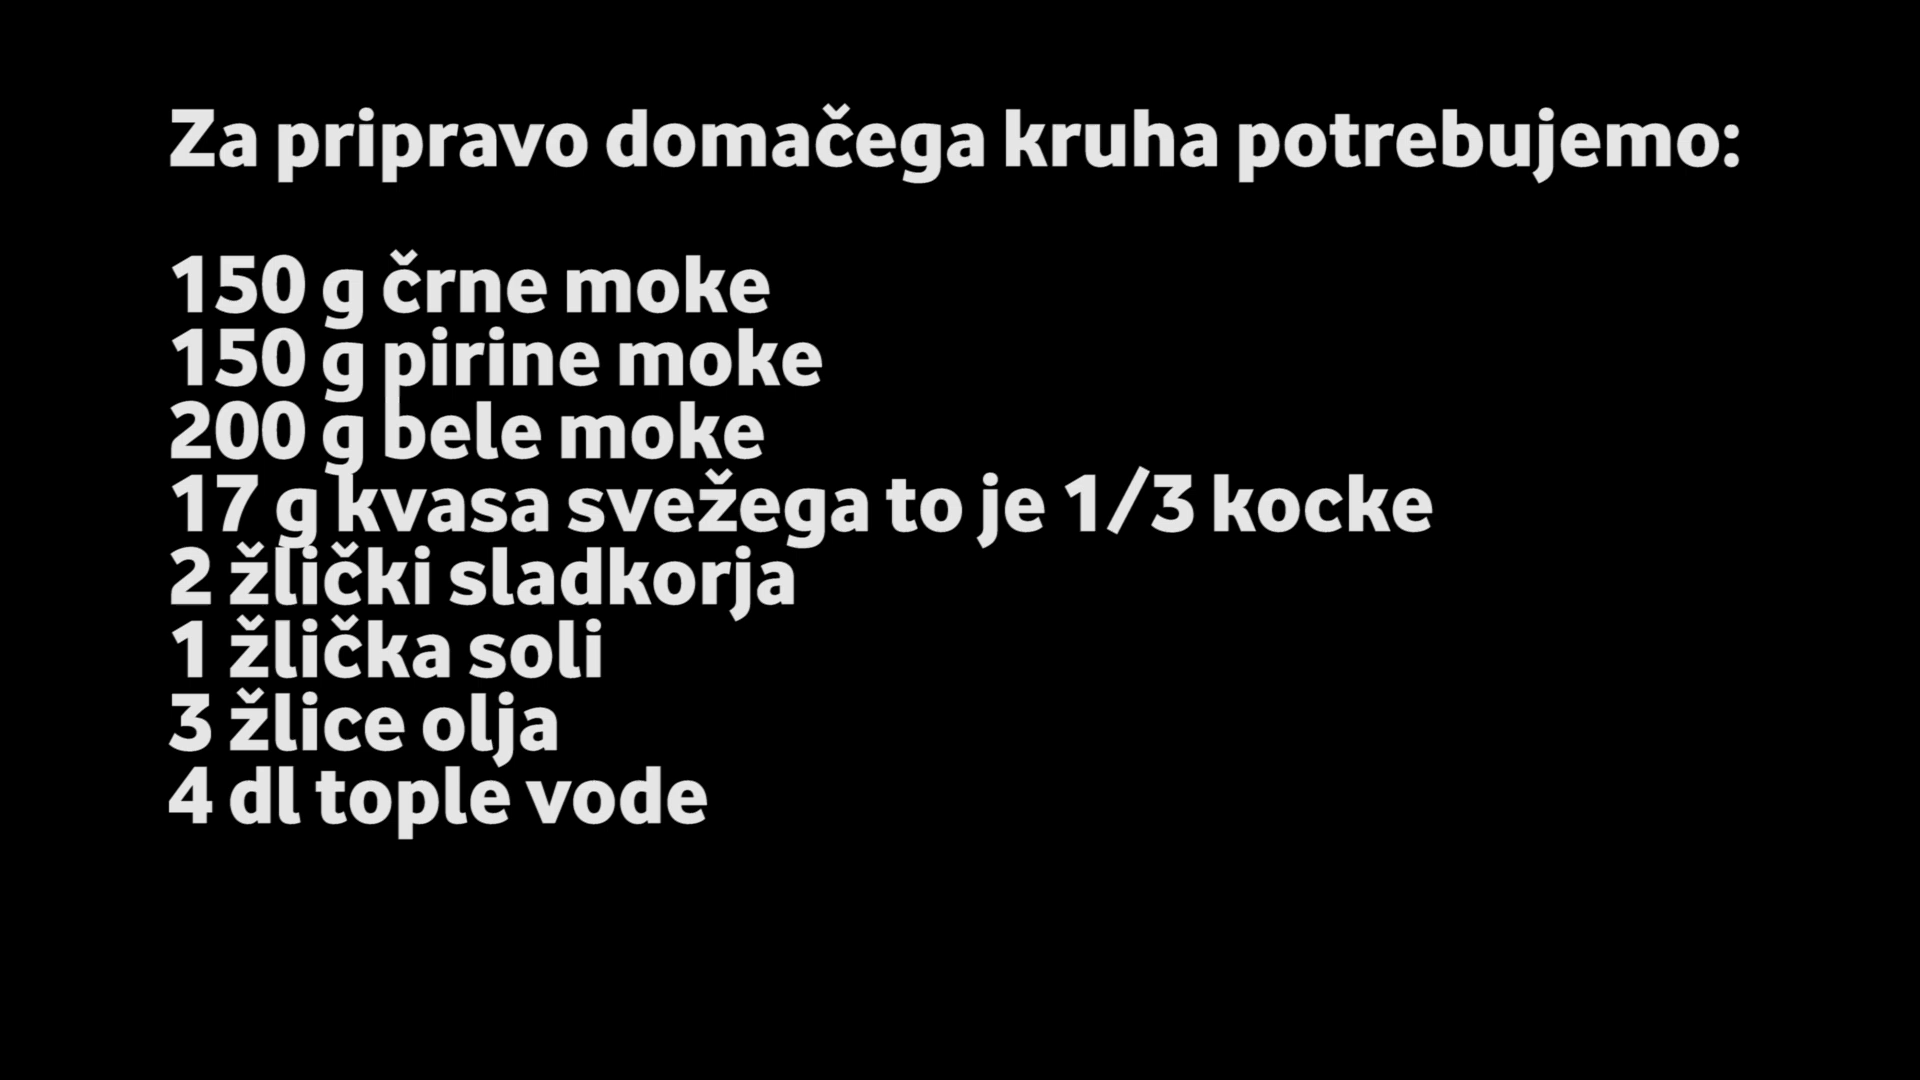 Za pripravo domačega kruha potrebujemo:
150 g črne moke
150 g pirine moke
200 g bele moke
17 g kvasa svežega to je 1/3 kocke
2 žlički sladkorja
1 žlička soli
3 žlice olja
4 dl tople vode